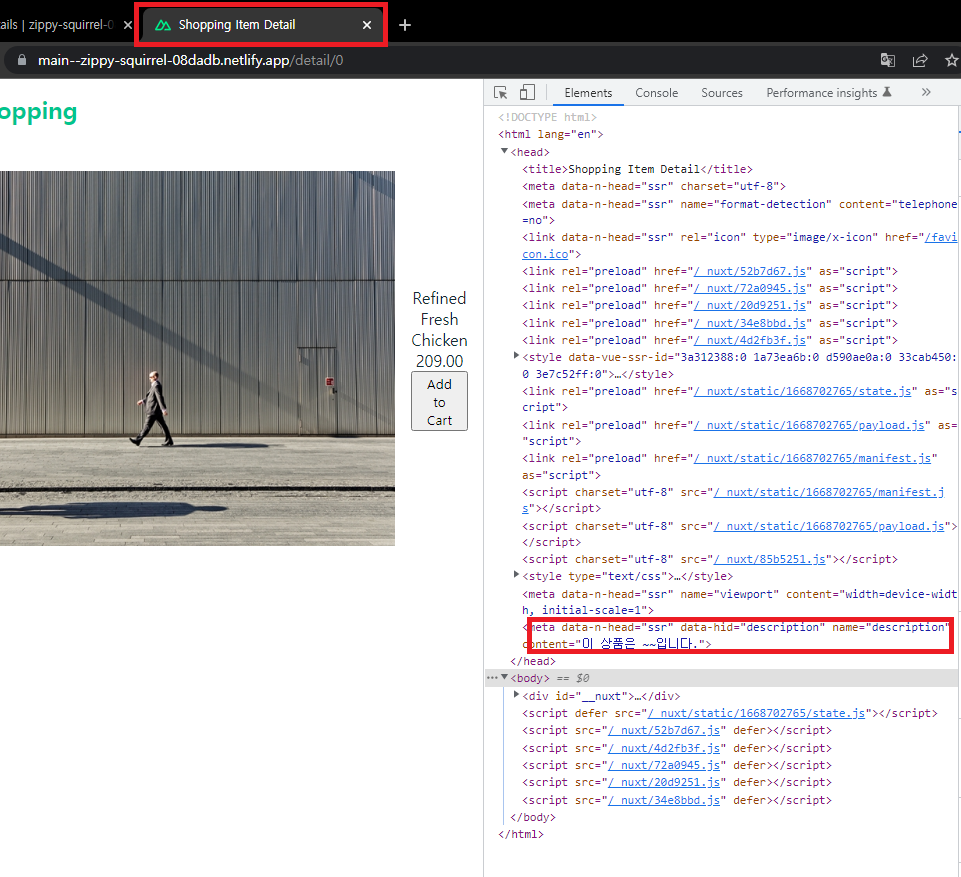 ails | zippy-squirrel-0
Shopping Item Detail
main--zippy-squirrel-08dadb.netlify.app/detail/0
opping
Refined
Fresh
Chicken
209.00
Add
to
Cart
Elements Console Sources Performance insights
<!DOCTYPE html>
<html lang="en">
<head>
<title>Shopping Item Detail</title>
<meta data-n-head="ssr" charset="utf-8">
<meta data-n-head="ssr" name="format-detection" content="telephone
=no">
<link data-n-head="ssr" rel="icon" type="image/x-icon" href="/favi
con.ico">
<link rel="preload" href="/_nuxt/52b7d67.js" as="script">
<link rel="preload" href="/_nuxt/72a0945.js" as="script">
<link rel="preload" href="/_nuxt/20d9251.js" as="script">
<link rel="preload" href="/_nuxt/34e8bbd.js" as="script">
<link rel="preload" href="/_nuxt/4d2fb3f.js" as="script">
<style data-vue-ssr-id="3a312388:0 1a73ea6b:0 d590ae0a:0 33cab450:
0 3e7c52ff:0">…</style>
<link rel="preload" href="/_nuxt/static/1668702765/state.js" as="s
cript">
<link rel="preload" href="/_nuxt/static/1668702765/payload.js" as=
"script">
<link rel="preload" href="/_nuxt/static/1668702765/manifest.js"
as="script">
<script charset="utf-8" src="/_nuxt/static/1668702765/manifest.j
s"></script>
<script charset="utf-8" src="/_nuxt/static/1668702765/payload.js">
</script>
<script charset="utf-8" src="/_nuxt/85b5251.js"></script>
<style type="text/css">…</style>
<meta data-n-head="ssr" name="viewport" content="width=device-widt
h, initial-scale=1">
<meta data-n-head="ssr" data-hid="description" name="description"
content="이 상품은 ~~입니다.">
</head>
<body> == $0
<div id="__nuxt">…</div>
<script defer src="/_nuxt/static/1668702765/state.js"></script>
<script src="/_nuxt/52b7d67.js" defer></script>
<script src="/_nuxt/4d2fb3f.js" defer></script>
<script src="/_nuxt/72a0945.js" defer></script>
<script src="/_nuxt/20d9251.js" defer></script>
<script src="/_nuxt/34e8bbd.js" defer></script>
</body>
</html>